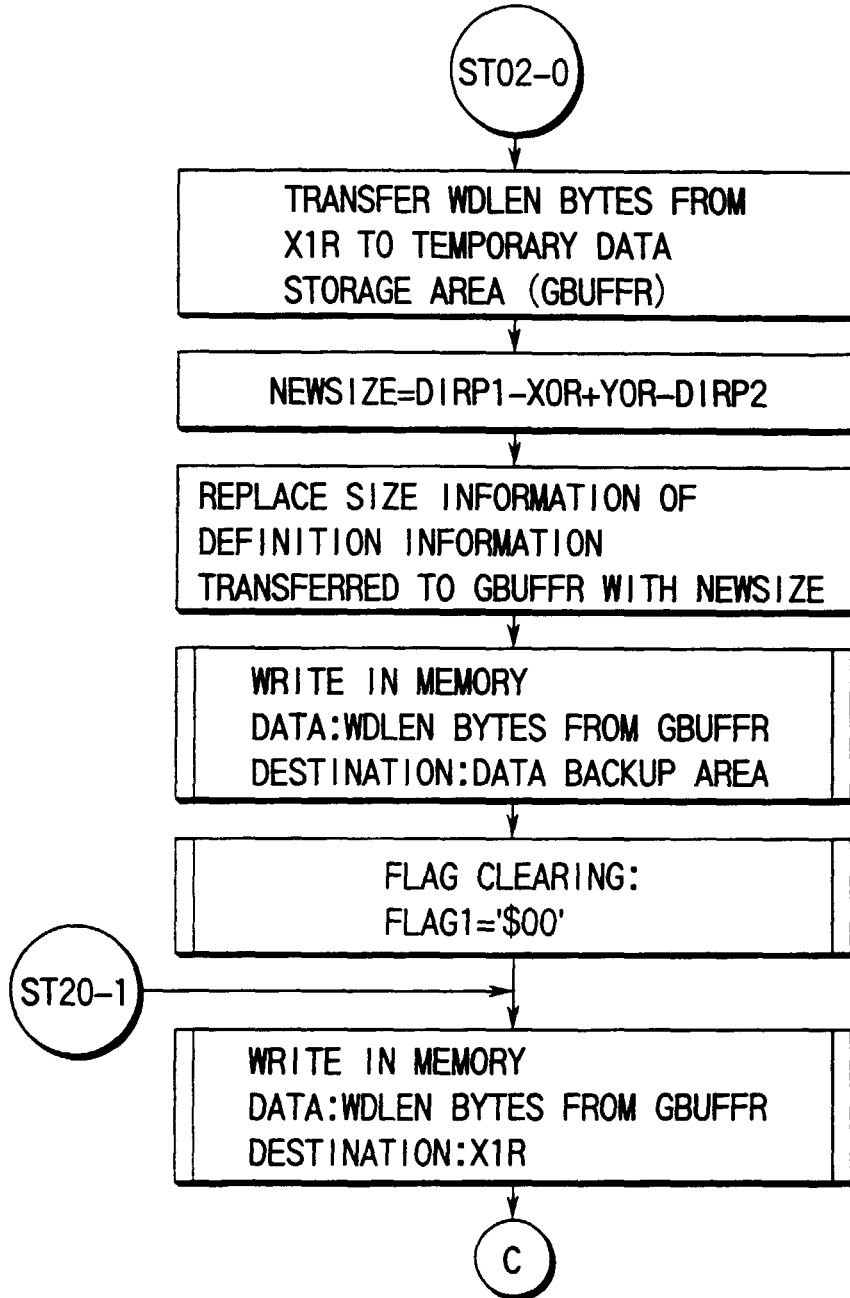 ST02-0
TRANSFER WDLEN BYTES FROM
X1R TO TEMPORARY DATA
STORAGE AREA (GBUFFR)
NEWSIZE=DIRP1-X0R+Y0R-DIRP2
REPLACE SIZE INFORMATION OF
DEFINITION INFORMATION
TRANSFERRED TO GBUFFR WITH NEWSIZE
WRITE IN MEMORY
DATA:WDLEN BYTES FROM GBUFFR
DESTINATION:DATA BACKUP AREA
FLAG CLEARING:
FLAG1='$00'
ST20-1
WRITE IN MEMORY
DATA:WDLEN BYTES FROM GBUFFR
DESTINATION:X1R
C